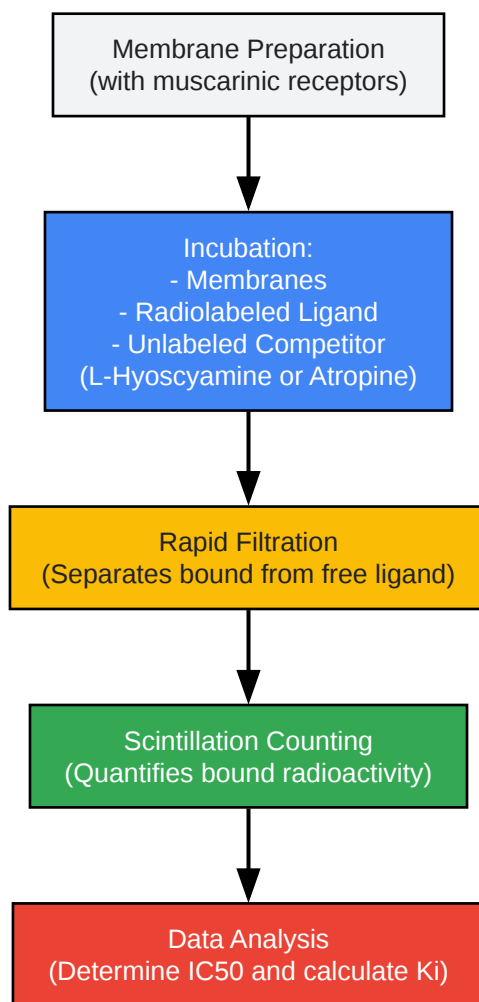 Membrane Preparation
(with muscarinic receptors)
Incubation:
- Membranes
- Radiolabeled Ligand
- Unlabeled Competitor
(L-Hyoscyamine or Atropine)
Rapid Filtration
(Separates bound from free ligand)
Scintillation Counting
(Quantifies bound radioactivity)
Data Analysis
(Determine IC50 and calculate Ki)